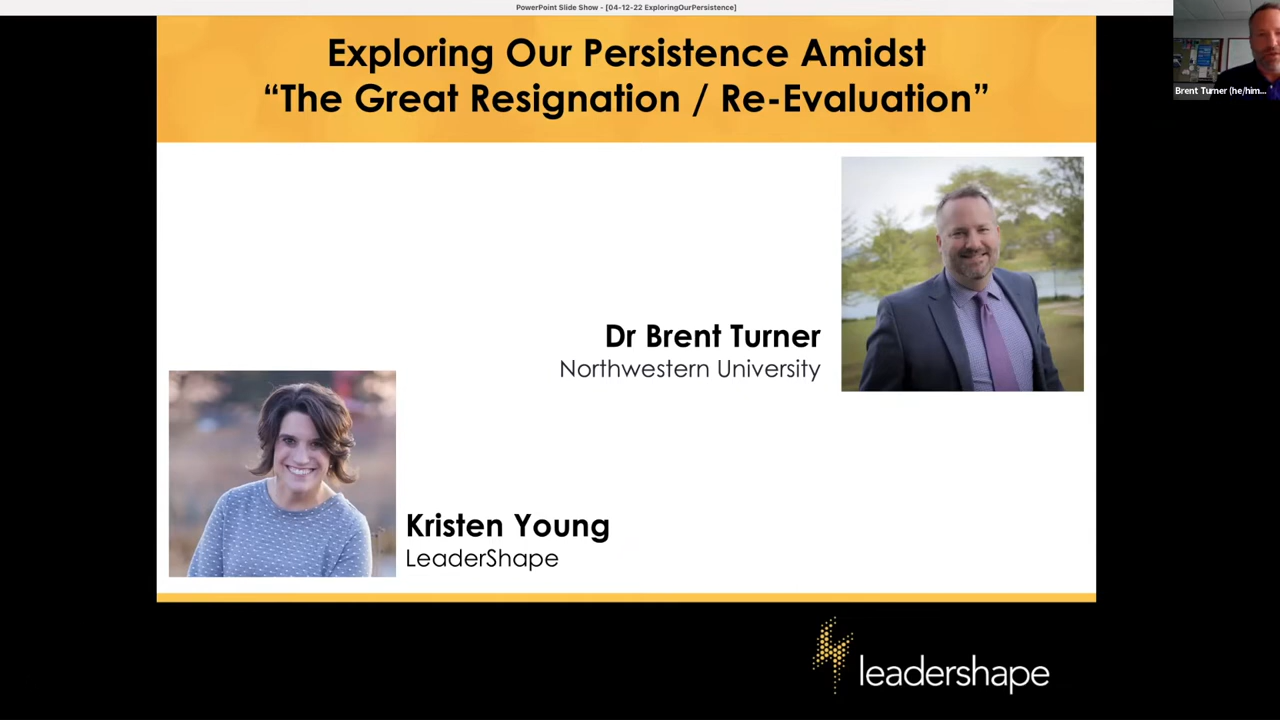 PowerPoint Slide Show - [04-12-22 ExploringOurPersistence]
Exploring Our Persistence Amidst
“The Great Resignation / Re-Evaluation”
Brent Turner (he/him...
Dr Brent Turner
Northwestern University
Kristen Young
LeaderShape
leadershape